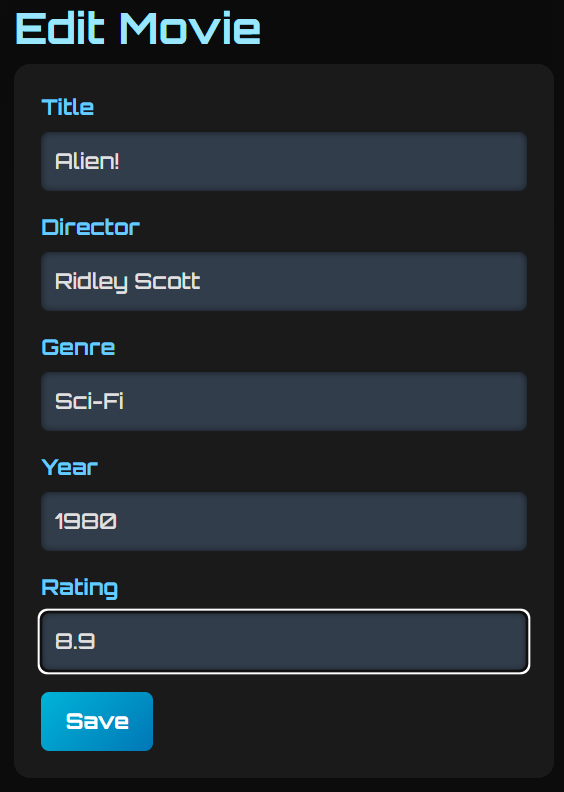 Edit Movie
Title
Alien!
Director
Ridley Scott
Genre
Sci-Fi
Year
1980
Rating
8.9
Save